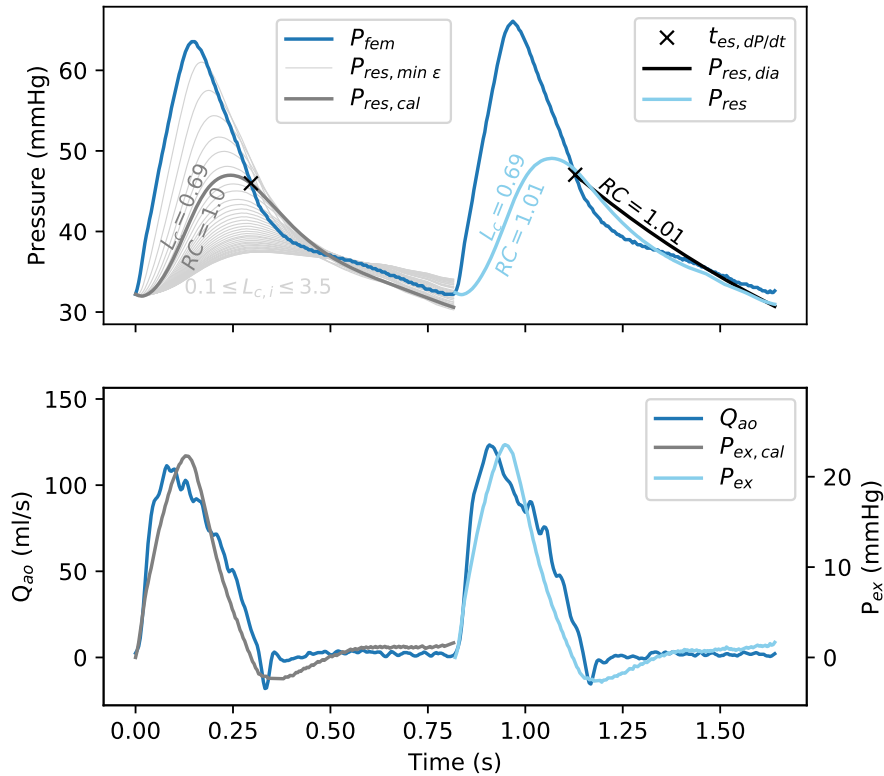 Pressure (mmHg)
60
50
40
30
P_fem
P_res, min ε
P_res, cal
t_es, dP/dt
P_res, dia
P_res
L_c = 0.69
RC = 1.0
0.1 ≤ L_c, i ≤ 3.5
L_c = 0.69
RC = 1.01
RC = 1.01
Q_ao (ml/s)
150
100
50
0
Q_ao
P_ex, cal
P_ex
20
10
0
P_ex (mmHg)
0.00 0.25 0.50 0.75 1.00 1.25 1.50
Time (s)